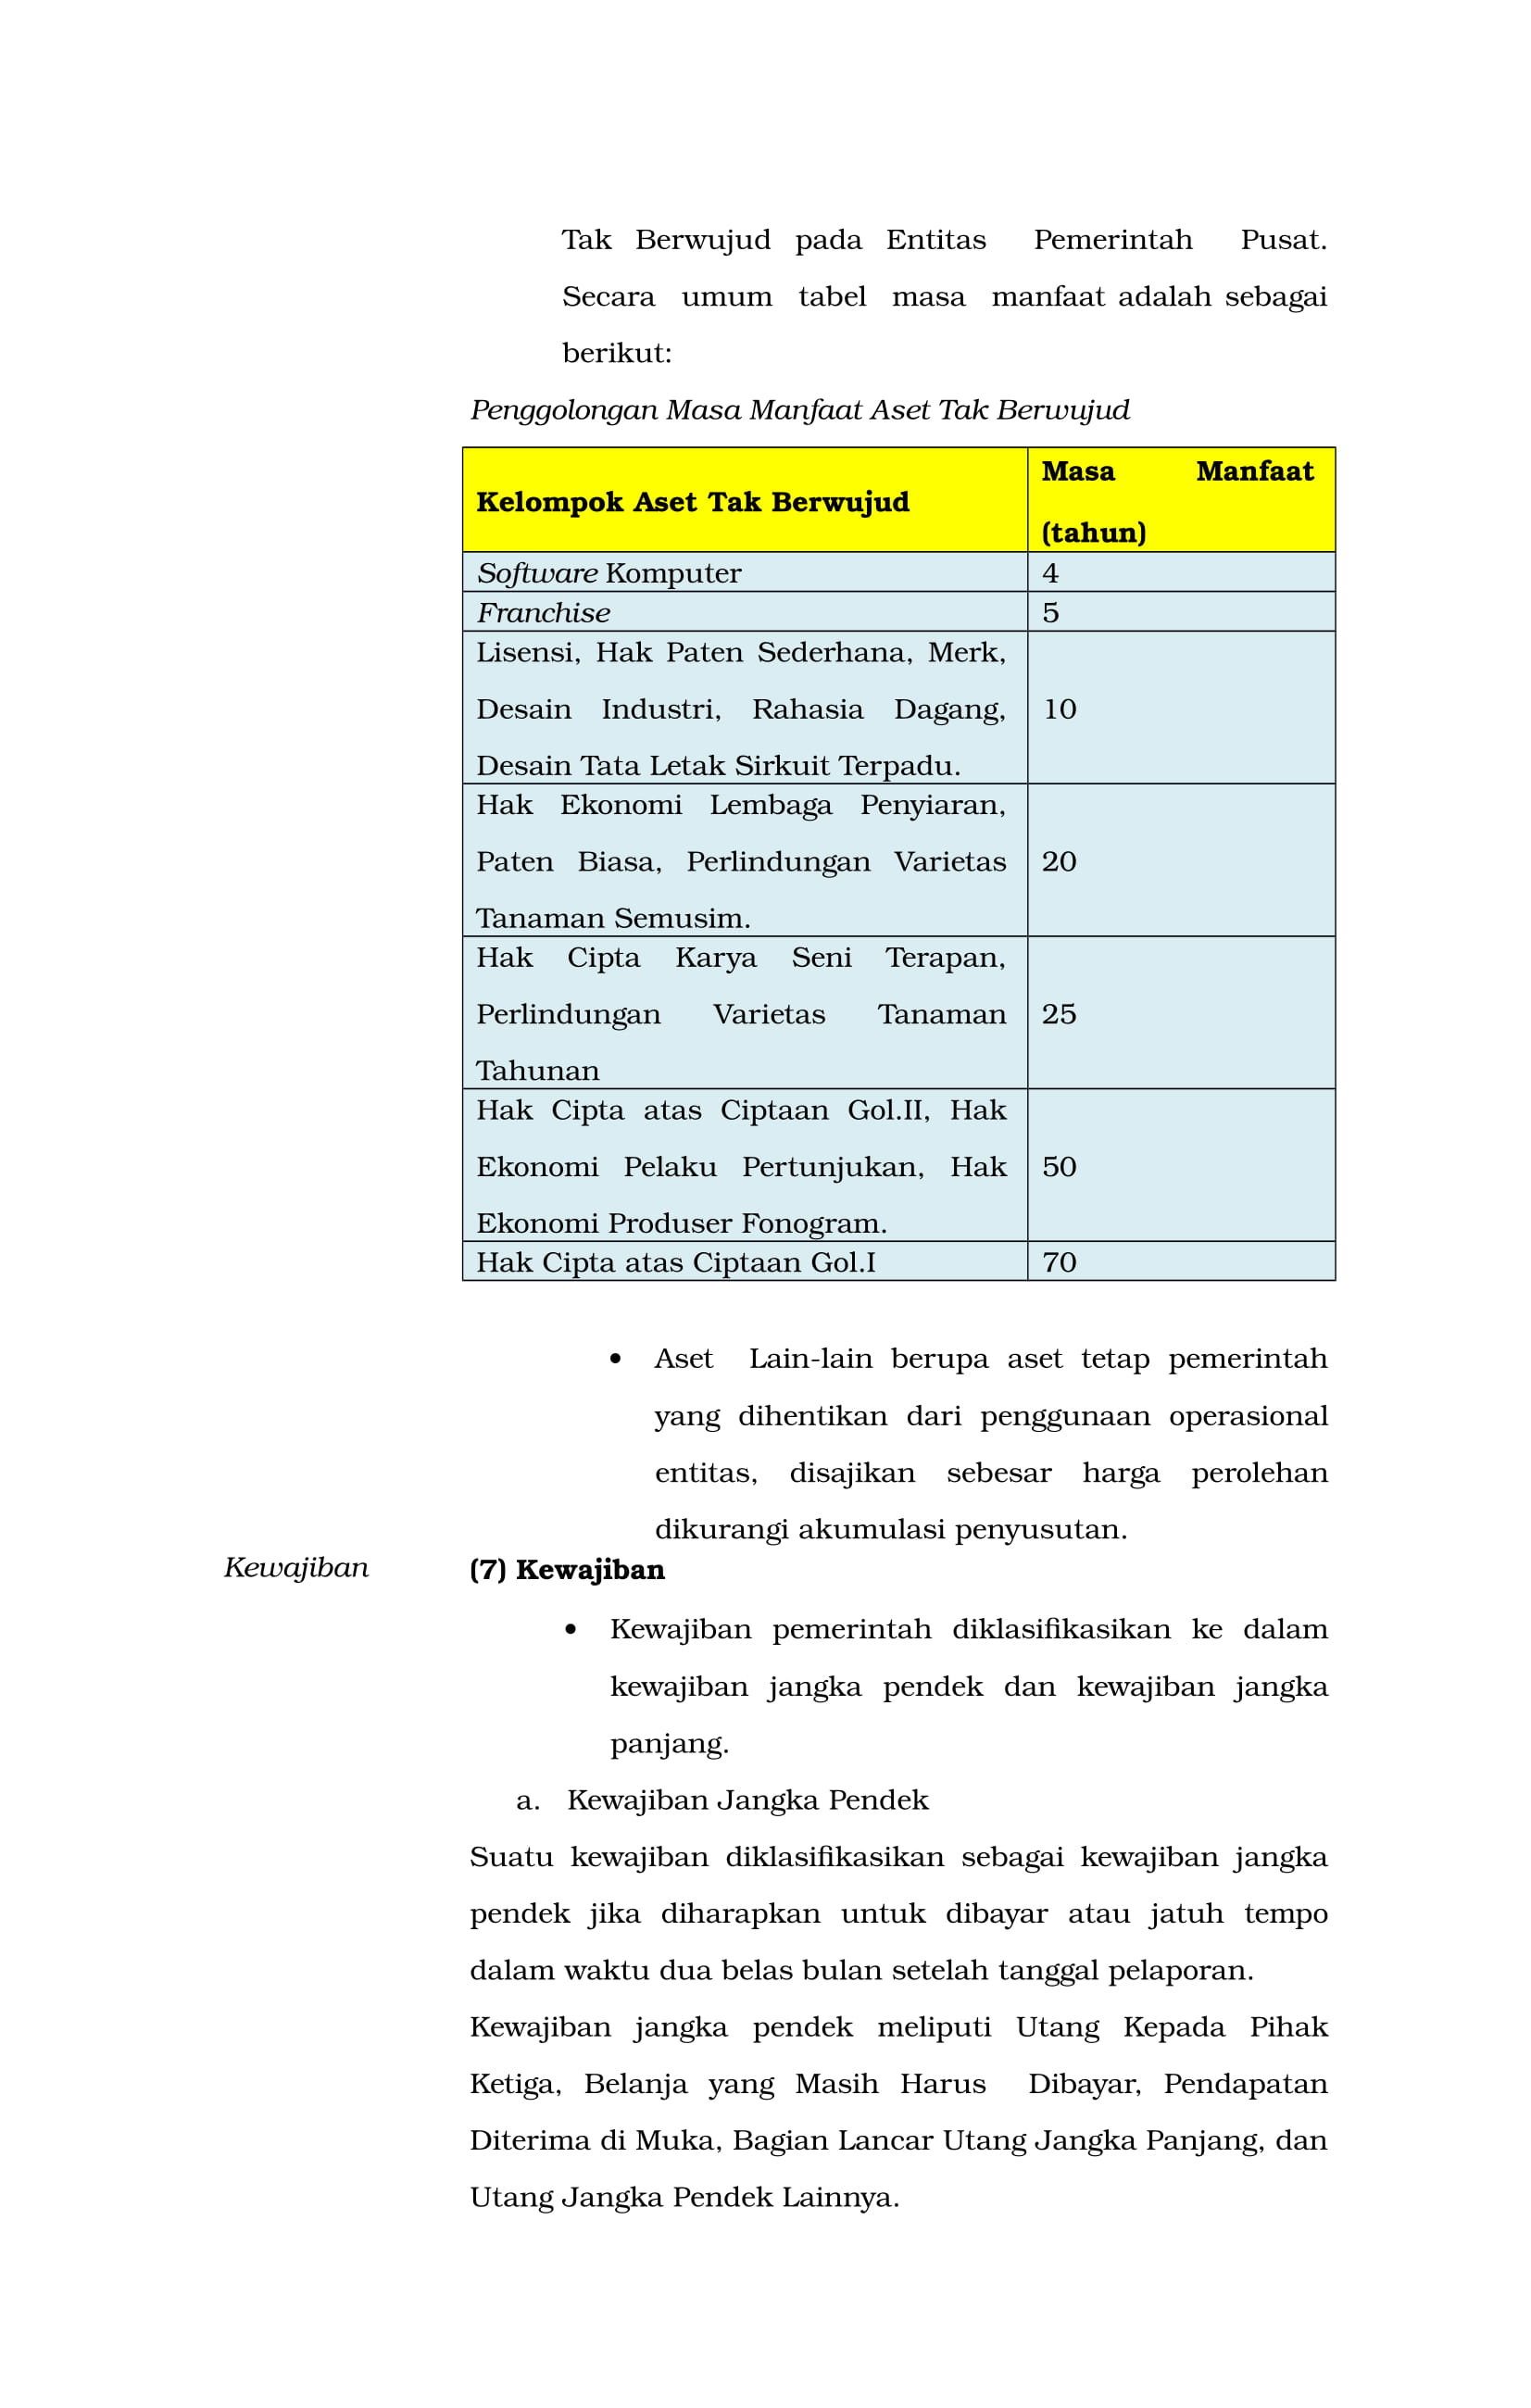 Tak Berwujud pada Entitas Pemerintah Pusat.
Secara umum tabel masa manfaat adalah sebagai
berikut:
Penggolongan Masa Manfaat Aset Tak Berwujud
Kelompok Aset Tak Berwujud
Masa Manfaat
(tahun)
Software Komputer
4
Franchise
5
Lisensi, Hak Paten Sederhana, Merk,
Desain Industri, Rahasia Dagang,
Desain Tata Letak Sirkuit Terpadu.
10
Hak Ekonomi Lembaga Penyiaran,
Paten Biasa, Perlindungan Varietas
Tanaman Semusim.
20
Hak Cipta Karya Seni Terapan,
Perlindungan Varietas Tanaman
Tahunan
25
Hak Cipta atas Ciptaan Gol.II, Hak
Ekonomi Pelaku Pertunjukan, Hak
Ekonomi Produser Fonogram.
50
Hak Cipta atas Ciptaan Gol.I
70
• Aset Lain-lain berupa aset tetap pemerintah
yang dihentikan dari penggunaan operasional
entitas, disajikan sebesar harga perolehan
dikurangi akumulasi penyusutan.
Kewajiban
(7) Kewajiban
• Kewajiban pemerintah diklasifikasikan ke dalam
kewajiban jangka pendek dan kewajiban jangka
panjang.
a. Kewajiban Jangka Pendek
Suatu kewajiban diklasifikasikan sebagai kewajiban jangka
pendek jika diharapkan untuk dibayar atau jatuh tempo
dalam waktu dua belas bulan setelah tanggal pelaporan.
Kewajiban jangka pendek meliputi Utang Kepada Pihak
Ketiga, Belanja yang Masih Harus Dibayar, Pendapatan
Diterima di Muka, Bagian Lancar Utang Jangka Panjang, dan
Utang Jangka Pendek Lainnya.